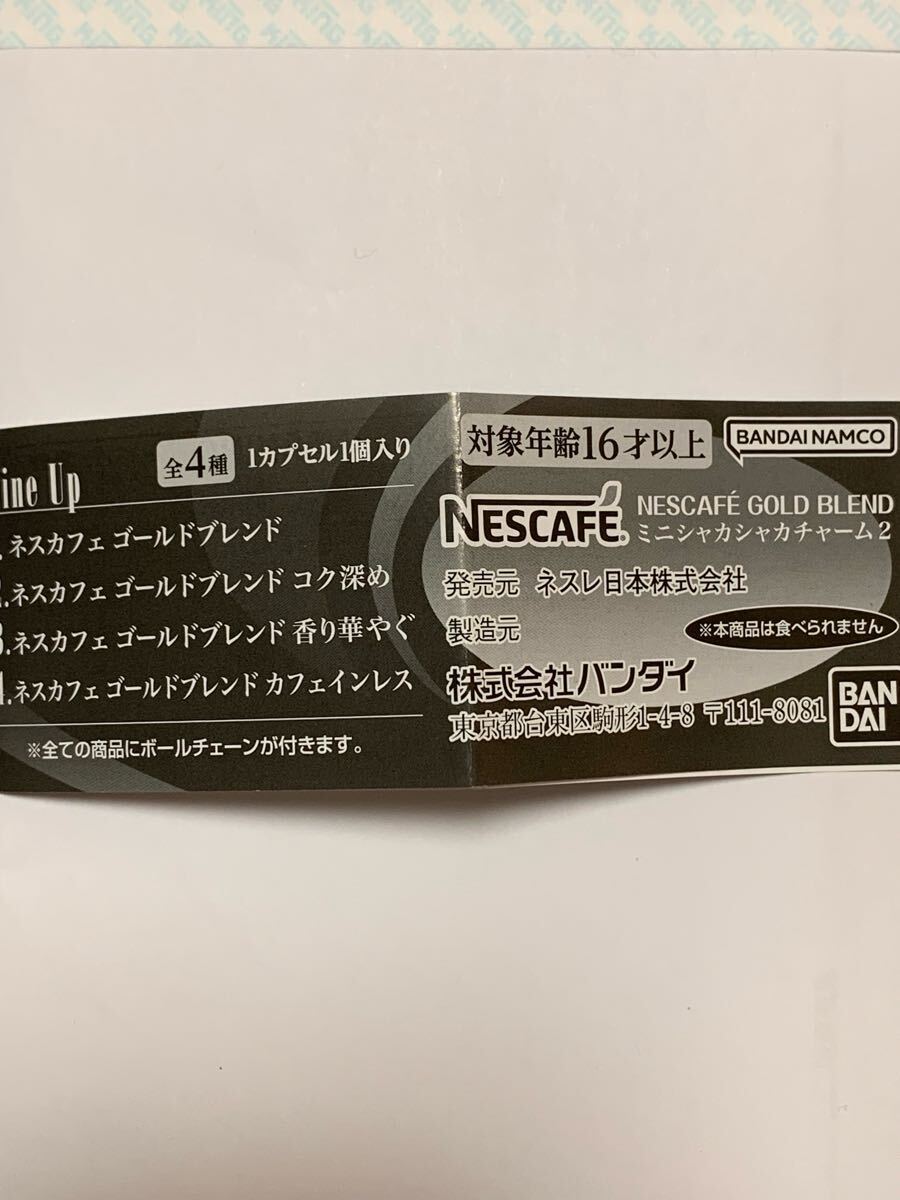 ine Up
全4種
1カプセル1個入り
.ネスカフェ ゴールドブレンド
2.ネスカフェ ゴールドブレンド コク深め
3.ネスカフェ ゴールドブレンド 香り華やぐ
4.ネスカフェ ゴールドブレンド カフェインレス
※全ての商品にボールチェーンが付きます。
対象年齢16才以上
BANDAI NAMCO
NESCAFÉ
NESCAFÉ GOLD BLEND
ミニシャカシャカチャーム2
発売元 ネスレ日本株式会社
製造元
※本商品は食べられません
株式会社バンダイ
東京都台東区駒形1-4-8 〒111-8081
BAN
DAI